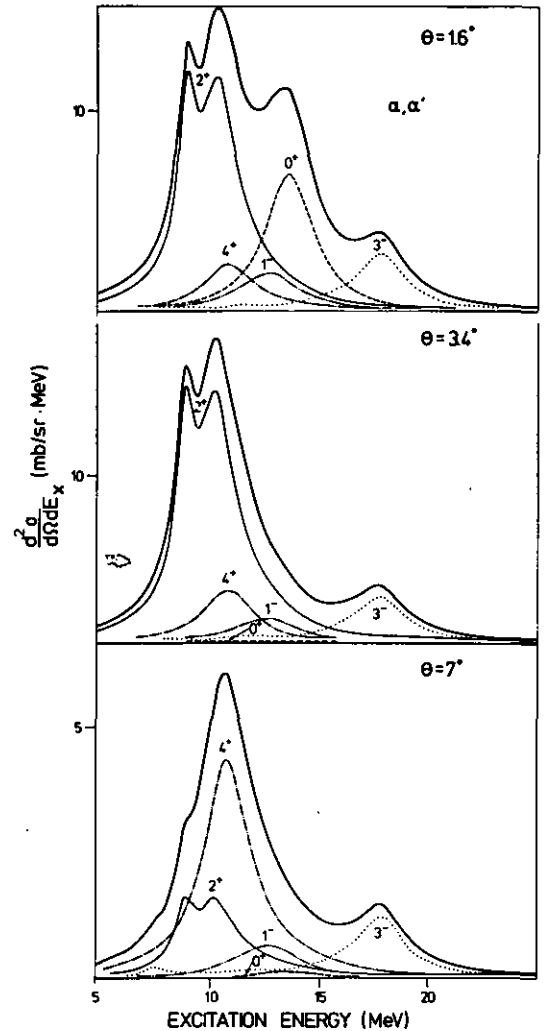 θ = 1.6°
α,α'
10
2⁺
0⁺
4⁺
1⁻
3⁻
θ = 3.4°
10
2⁺
4⁺
1⁻
0⁺
3⁻
d²σ
dΩdEₓ
(mb/sr·MeV)
θ = 7°
5
4⁺
2⁺
1⁻
0⁺
3⁻
5 10 15 20
EXCITATION ENERGY (MeV)